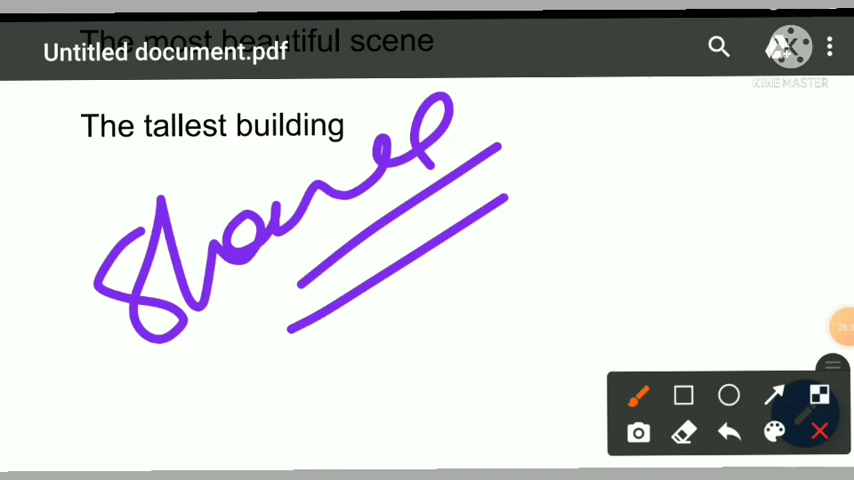 The most beautiful scene
Untitled document.pdf
KINEMASTER
The tallest building